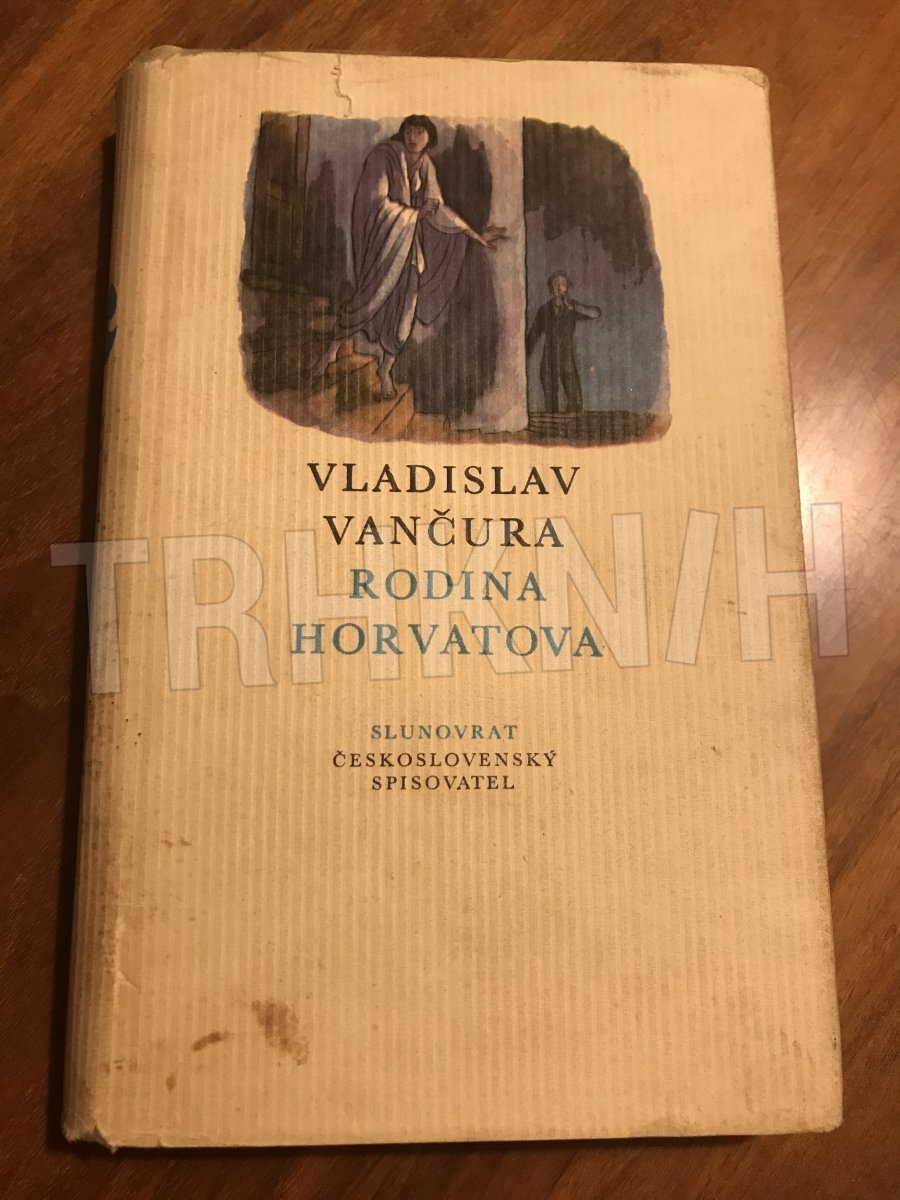 VLADISLAV
VANČURA
RODINA
HORVATOVA
TRHKNIH
SLUNOVRAT
ČESKOSLOVENSKÝ
SPISOVATEL